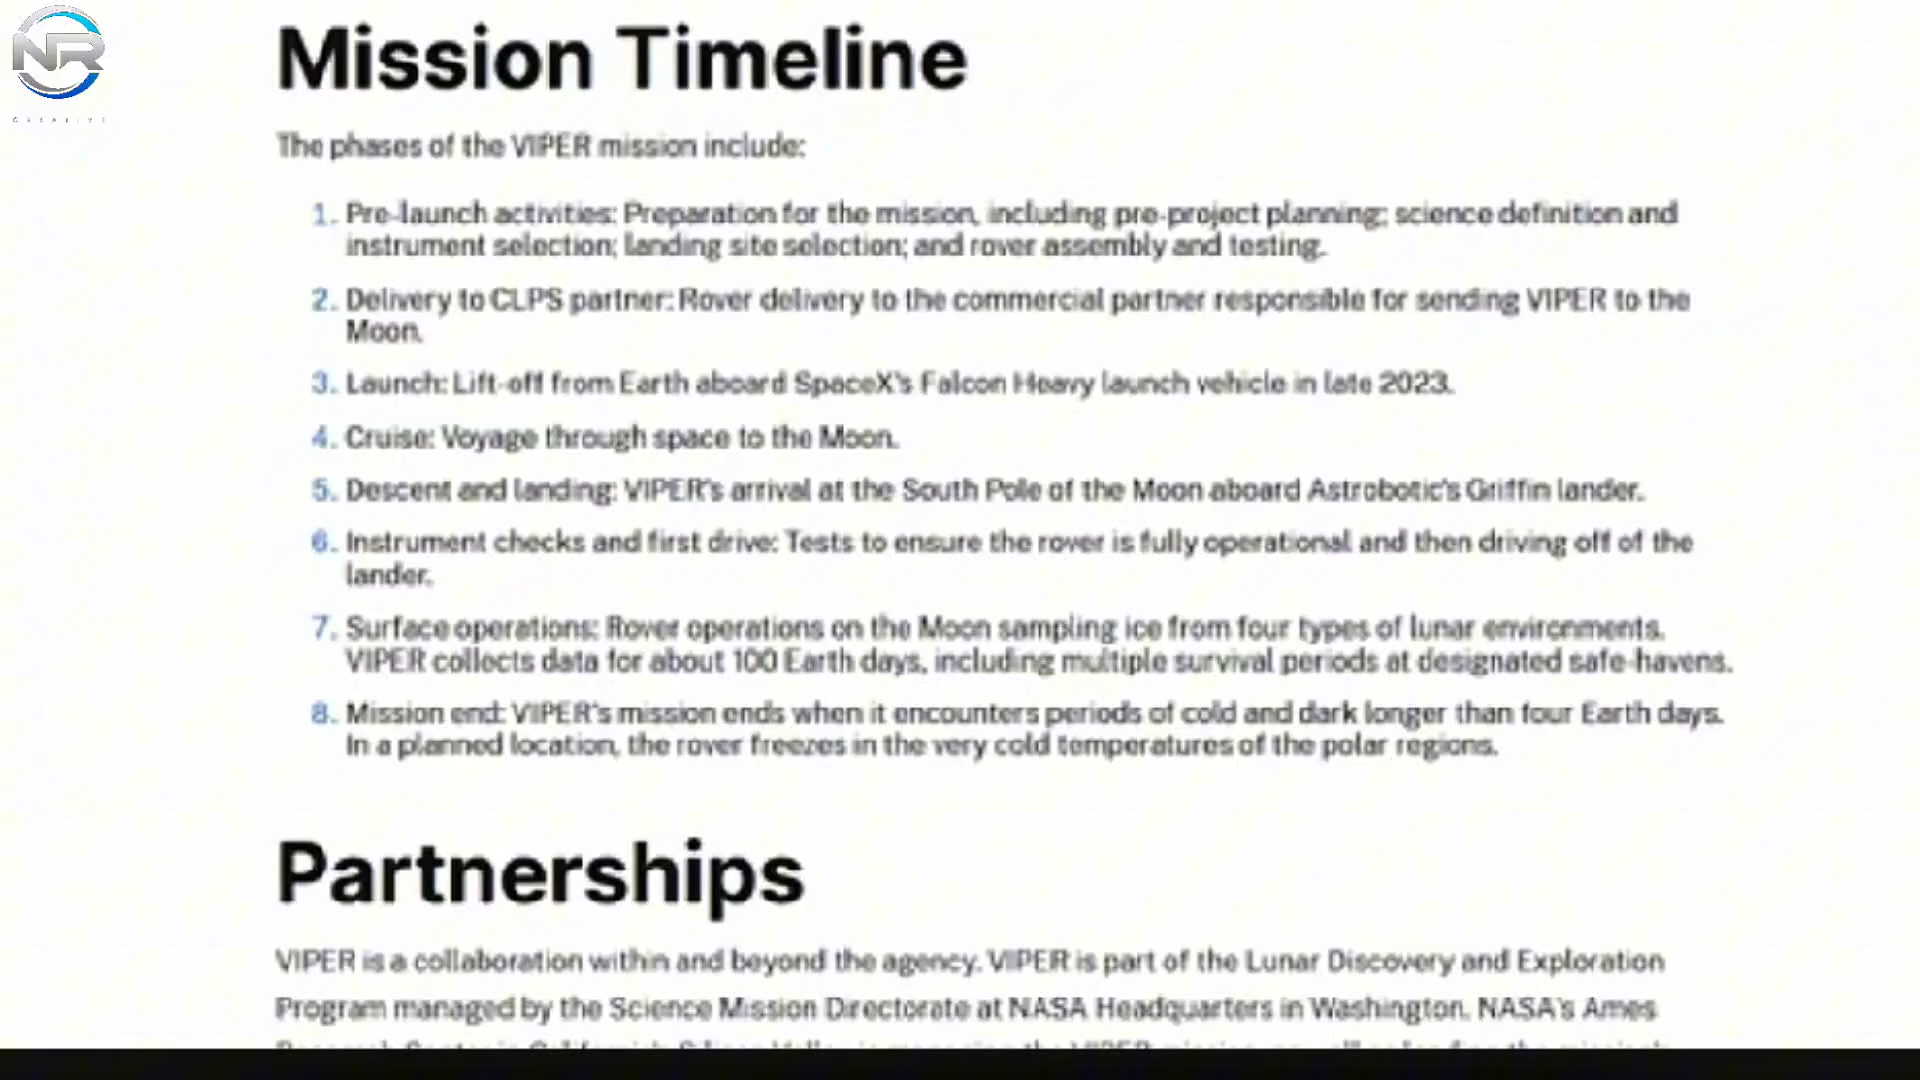 NR
CREATIVE
Mission Timeline
The phases of the VIPER mission include:
1. Pre-launch activities: Preparation for the mission, including pre-project planning; science definition and
instrument selection; landing site selection; and rover assembly and testing.
2. Delivery to CLPS partner: Rover delivery to the commercial partner responsible for sending VIPER to the
Moon.
3. Launch: Lift-off from Earth aboard SpaceX's Falcon Heavy launch vehicle in late 2023.
4. Cruise: Voyage through space to the Moon.
5. Descent and landing: VIPER's arrival at the South Pole of the Moon aboard Astrobotic's Griffin lander.
6. Instrument checks and first drive: Tests to ensure the rover is fully operational and then driving off of the
lander.
7. Surface operations: Rover operations on the Moon sampling ice from four types of lunar environments.
VIPER collects data for about 100 Earth days, including multiple survival periods at designated safe-havens.
8. Mission end: VIPER's mission ends when it encounters periods of cold and dark longer than four Earth days.
In a planned location, the rover freezes in the very cold temperatures of the polar regions.
Partnerships
VIPER is a collaboration within and beyond the agency. VIPER is part of the Lunar Discovery and Exploration
Program managed by the Science Mission Directorate at NASA Headquarters in Washington. NASA's Ames